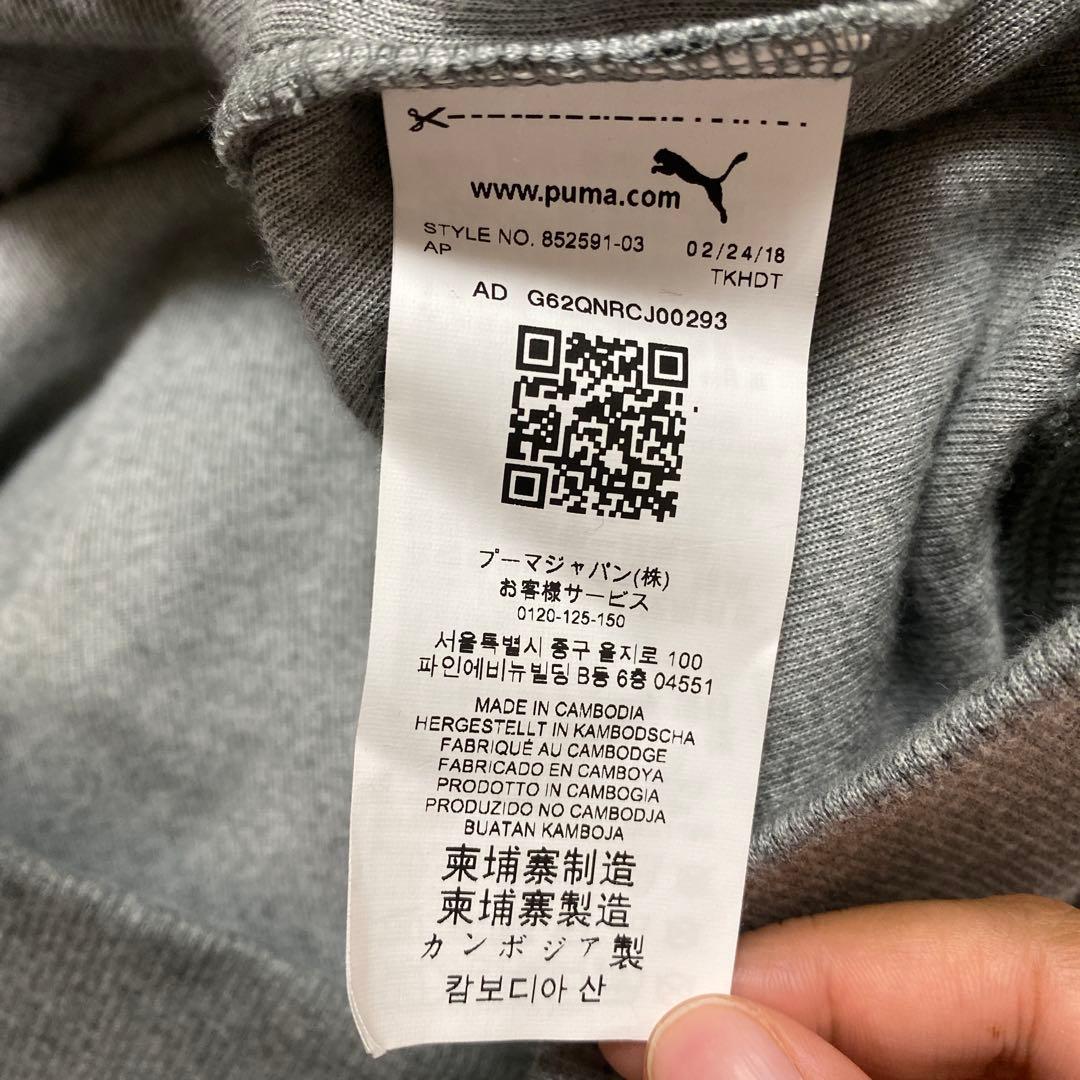 www.puma.com
STYLE NO. 852591-03 02/24/18
AP TKHDT
AD G62QNRCJ00293
プーマジャパン(株)
お客様サービス
0120-125-150
서울특별시 중구 을지로 100
파인에비뉴빌딩 B동 6층 04551
MADE IN CAMBODIA
HERGESTELLT IN KAMBODSCHA
FABRIQUÉ AU CAMBODGE
FABRICADO EN CAMBOYA
PRODOTTO IN CAMBOGIA
PRODUZIDO NO CAMBODJA
BUATAN KAMBOJA
柬埔寨制造
柬埔寨製造
カンボジア製
캄보디아 산